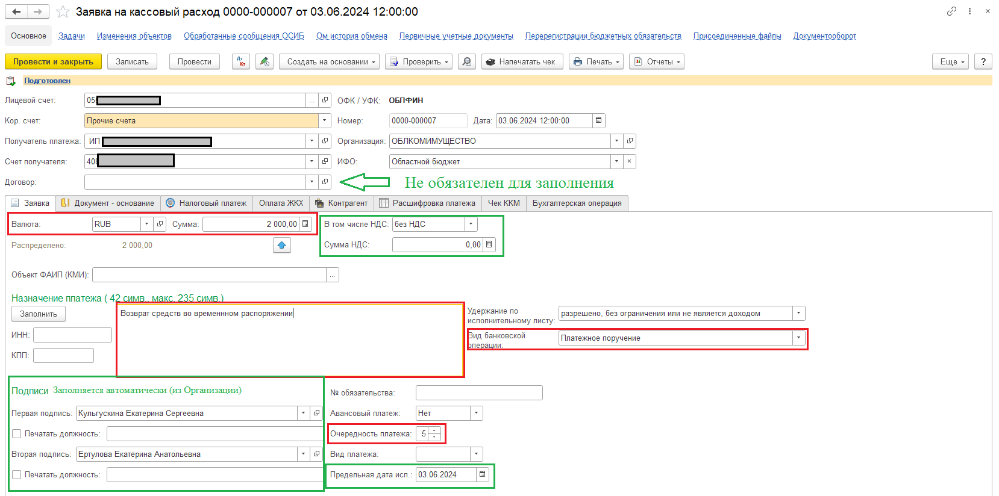 Заявка на кассовый расход 0000-000007 от 03.06.2024 12:00:00
Основное Задачи Изменения объектов Обработанные сообщения ОСИБ Ом история обмена Первичные учетные документы Перерегистрации бюджетных обязательств Присоединенные файлы Документооборот
Провести и закрыть Записать Провести Дт Кт Создать на основании Проверить Напечатать чек Печать Отчеты Еще ?
Подготовлен
Лицевой счет: 05 ... ОФК / УФК: ОБПФИН
Кор. счет: Прочие счета Номер: 0000-000007 Дата: 03.06.2024 12:00:00
Получатель платежа: ИП Организация: ОБЛКОМИМУЩЕСТВО
Счет получателя: 40 ИФО: Областной бюджет
Договор: Не обязателен для заполнения
Заявка Документ - основание Налоговый платеж Оплата ЖКХ Контрагент Расшифровка платежа Чек ККМ Бухгалтерская операция
Валюта: RUB Сумма: 2 000,00 В том числе НДС: без НДС
Распределено: 2 000,00 Сумма НДС: 0,00
Объект ФАИП (КМИ): ...
Назначение платежа ( 42 симв., макс. 235 симв.)
Заполнить Возврат средств во временнном распоряжении Удержание по исполнительному листу: разрешено, без ограничения или не является доходом
ИНН: Вид банковской операции: Платежное поручение
КПП:
Подписи Заполняется автоматически (из Организации) № обязательства:
Первая подпись: Кульгускина Екатерина Сергеевна Авансовый платеж: Нет
Печатать должность: Очередность платежа: 5
Вторая подпись: Ертулова Екатерина Анатольевна Вид платежа:
Печатать должность: Предельная дата исп.: 03.06.2024